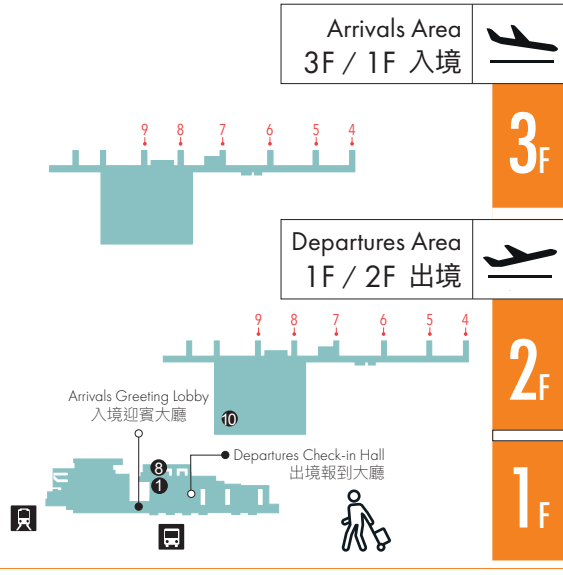 Arrivals Area
3F / 1F 入境
3F
9 8 7 6 5 4
Departures Area
1F / 2F 出境
2F
9 8 7 6 5 4
10
Arrivals Greeting Lobby
入境迎賓大廳
8
1
Departures Check-in Hall
出境報到大廳
1F